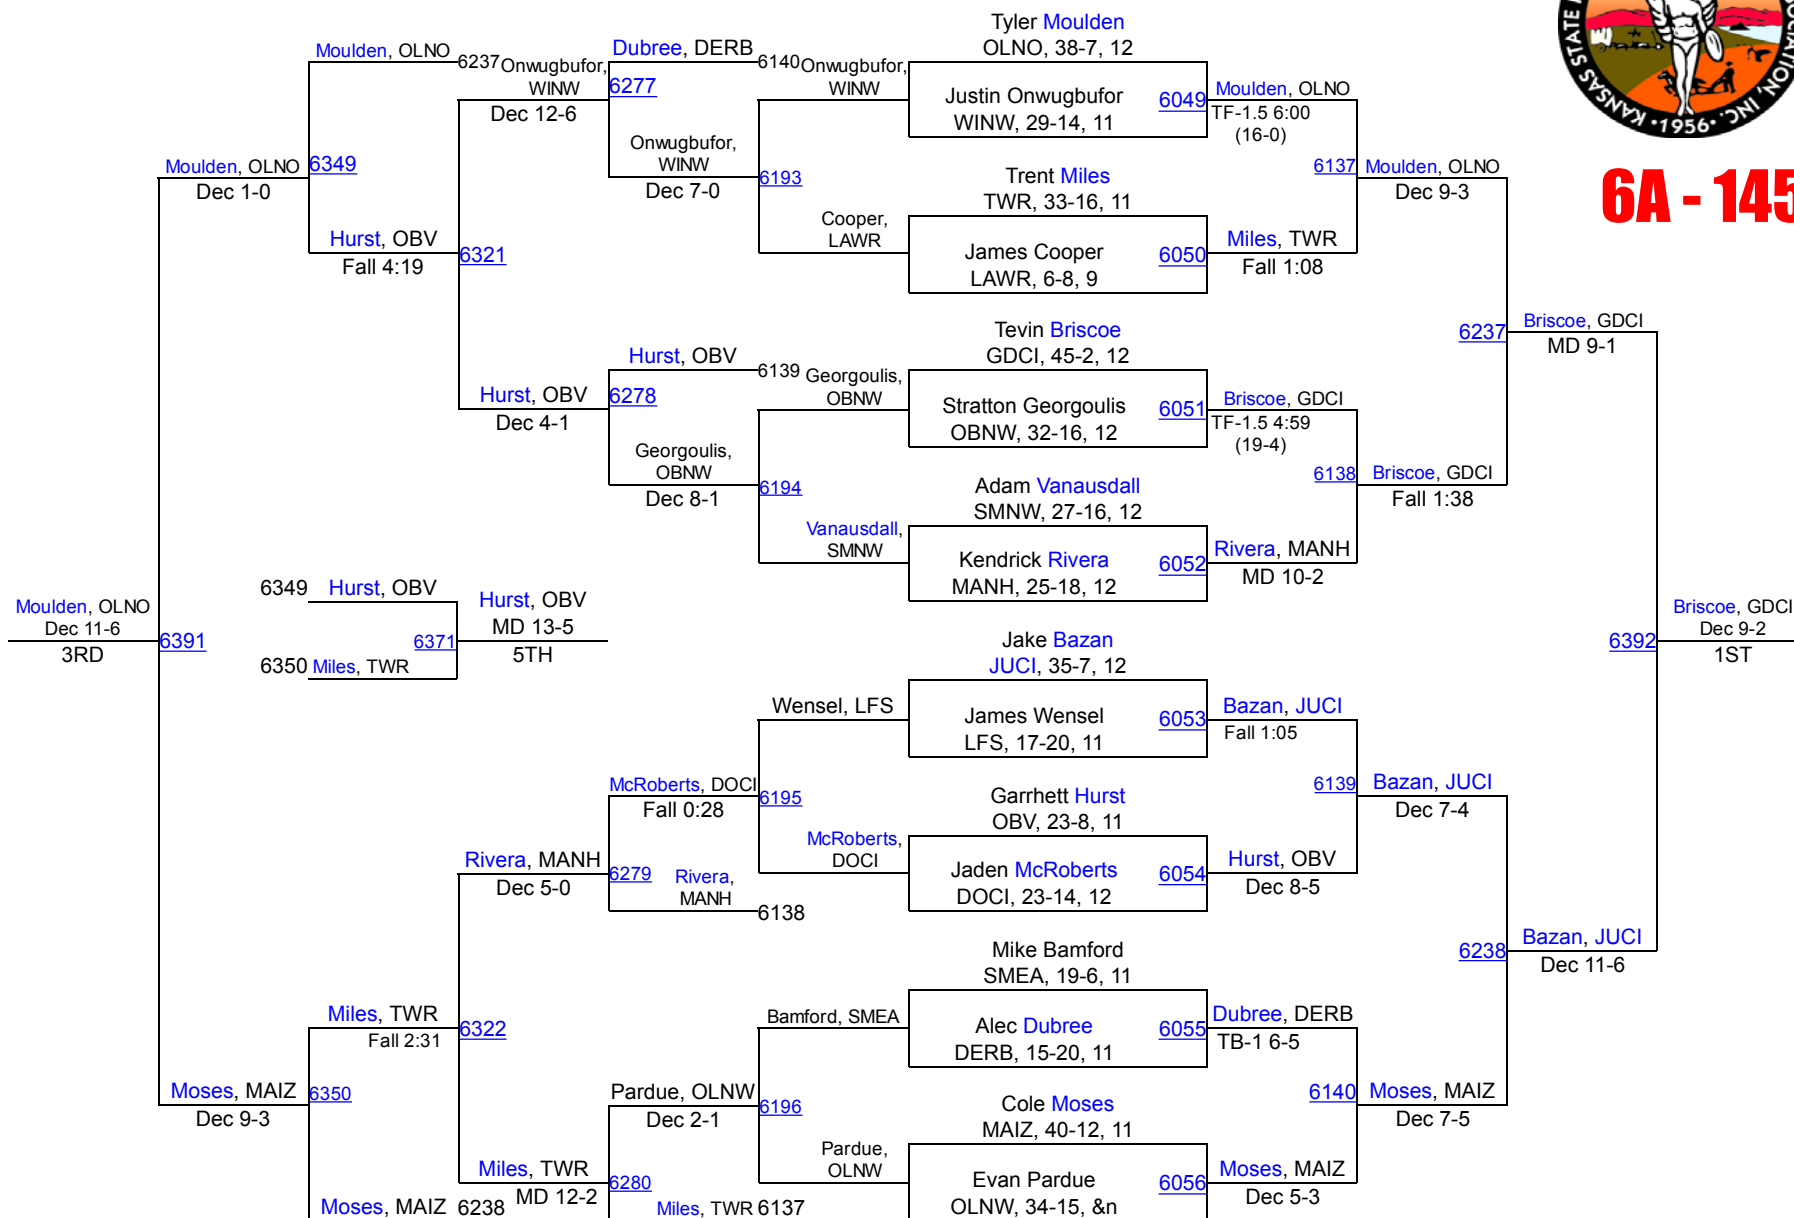 KANSAS STATE
OCIATION, INC.
•1956•
6A - 145
Moulden, OLNO
6237
Onwugbufor,
WINW
Dec 12-6
Dubree, DERB
6277
Onwugbufor,
WINW
Dec 7-0
6140
Onwugbufor,
WINW
6193
Cooper,
LAWR
Tyler Moulden
OLNO, 38-7, 12
Justin Onwugbufor
WINW, 29-14, 11
6049
Moulden, OLNO
TF-1.5 6:00
(16-0)
Trent Miles
TWR, 33-16, 11
James Cooper
LAWR, 6-8, 9
6050
Miles, TWR
Fall 1:08
6137
Moulden, OLNO
Dec 9-3
Moulden, OLNO
Dec 1-0
6349
Hurst, OBV
Fall 4:19
6321
Hurst, OBV
Dec 4-1
Hurst, OBV
6278
Georgoulis,
OBNW
Dec 8-1
6139
Georgoulis,
OBNW
6194
Vanausdall,
SMNW
Tevin Briscoe
GDCI, 45-2, 12
Stratton Georgoulis
OBNW, 32-16, 12
6051
Briscoe, GDCI
TF-1.5 4:59
(19-4)
Adam Vanausdall
SMNW, 27-16, 12
Kendrick Rivera
MANH, 25-18, 12
6052
Rivera, MANH
MD 10-2
6138
Briscoe, GDCI
Fall 1:38
6237
Briscoe, GDCI
MD 9-1
Moulden, OLNO
Dec 11-6
3RD
6391
6349
Hurst, OBV
6350
Miles, TWR
6371
Hurst, OBV
MD 13-5
5TH
6392
Briscoe, GDCI
Dec 9-2
1ST
Jake Bazan
JUCI, 35-7, 12
James Wensel
LFS, 17-20, 11
6053
Bazan, JUCI
Fall 1:05
Wensel, LFS
McRoberts, DOCI
Fall 0:28
6195
McRoberts,
DOCI
Garrhett Hurst
OBV, 23-8, 11
Jaden McRoberts
DOCI, 23-14, 12
6054
Hurst, OBV
Dec 8-5
6139
Bazan, JUCI
Dec 7-4
Rivera, MANH
Dec 5-0
6279
Rivera,
MANH
6138
Mike Bamford
SMEA, 19-6, 11
Alec Dubree
DERB, 15-20, 11
6055
Dubree, DERB
TB-1 6-5
6238
Bazan, JUCI
Dec 11-6
Bamford, SMEA
Miles, TWR
Fall 2:31
6322
Moses, MAIZ
Dec 9-3
6350
Pardue, OLNW
Dec 2-1
6196
Pardue,
OLNW
Cole Moses
MAIZ, 40-12, 11
Evan Pardue
OLNW, 34-15, &n
6056
Moses, MAIZ
Dec 5-3
6140
Moses, MAIZ
Dec 7-5
Moses, MAIZ
6238
Miles, TWR
MD 12-2
6280
Miles, TWR
6137